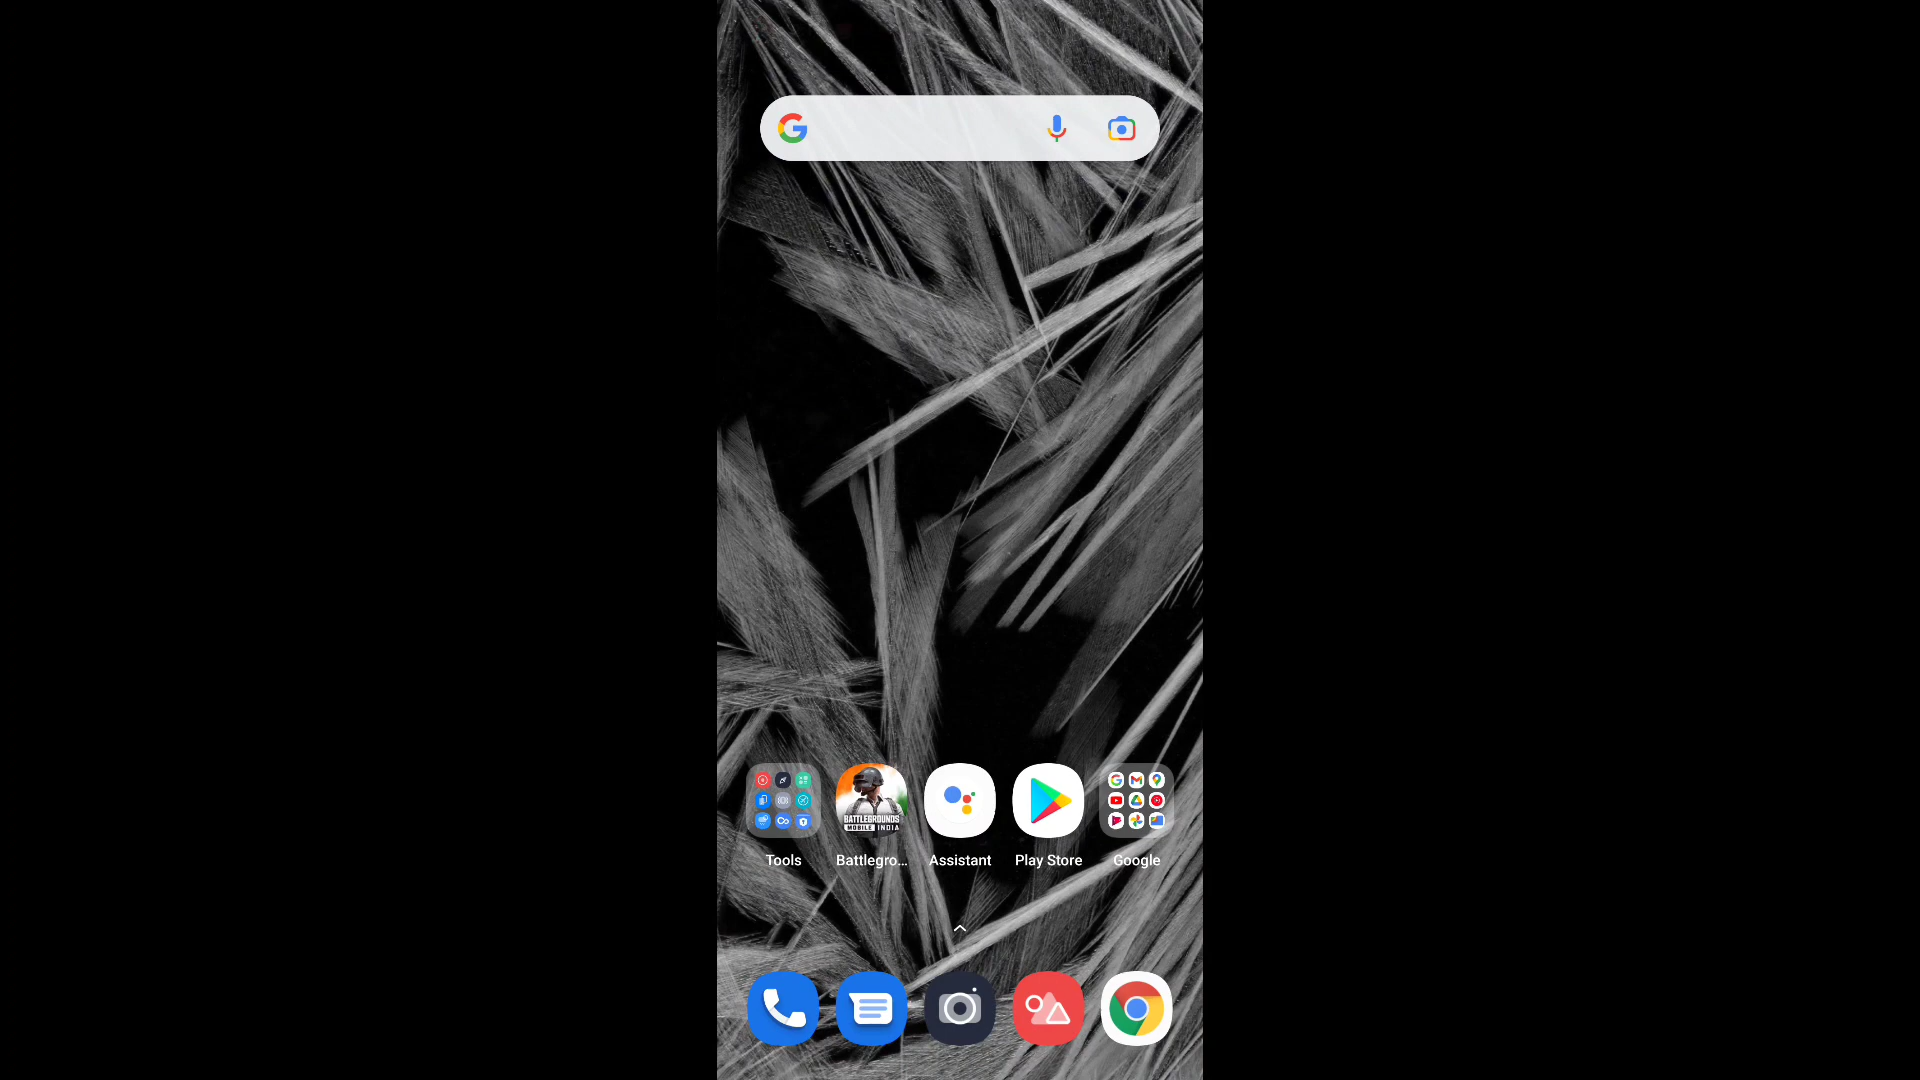 BATTLEGROUNDS
MOBILE INDIA
Tools
Battlegro...
Assistant
Play Store
Google